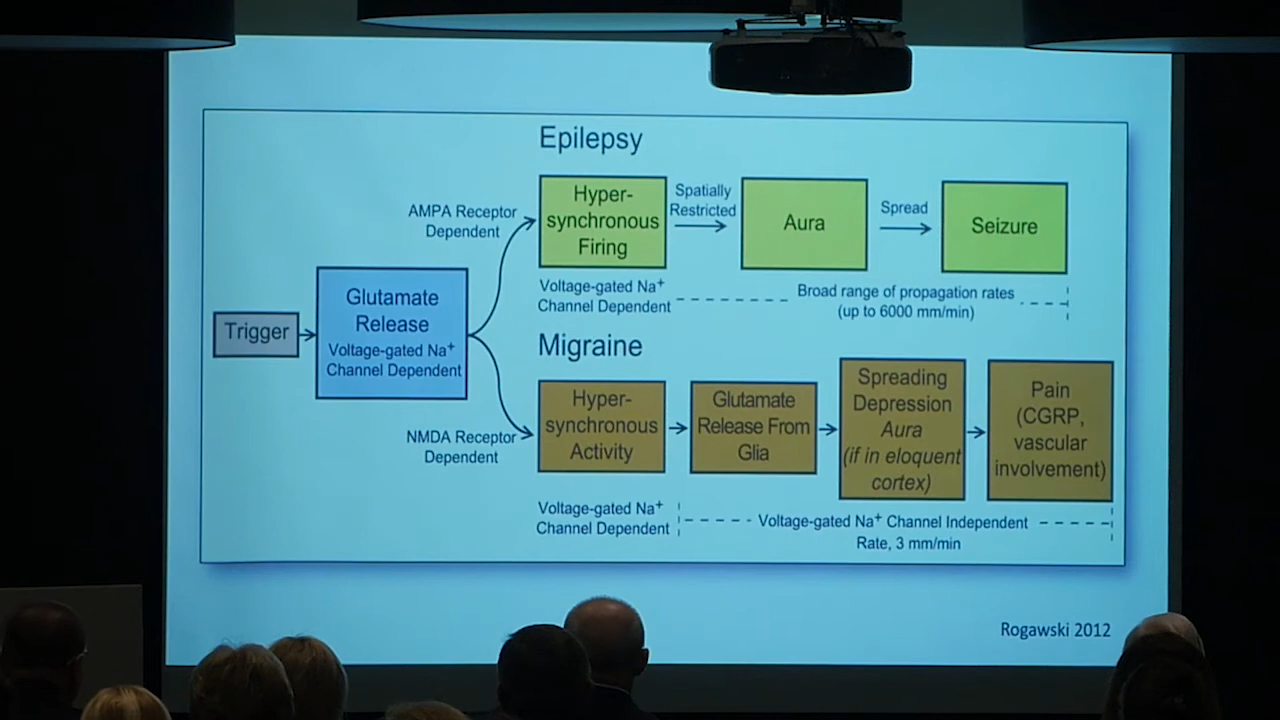 Epilepsy
AMPA Receptor
Dependent
Hyper-
synchronous
Firing
Spatially
Restricted
Aura
Spread
Seizure
Voltage-gated Na⁺
Channel Dependent
Broad range of propagation rates
(up to 6000 mm/min)
Trigger
Glutamate
Release
Voltage-gated Na⁺
Channel Dependent
Migraine
NMDA Receptor
Dependent
Hyper-
synchronous
Activity
Glutamate
Release From
Glia
Spreading
Depression
Aura
(if in eloquent
cortex)
Pain
(CGRP,
vascular
involvement)
Voltage-gated Na⁺
Channel Dependent
Voltage-gated Na⁺ Channel Independent
Rate, 3 mm/min
Rogawski 2012